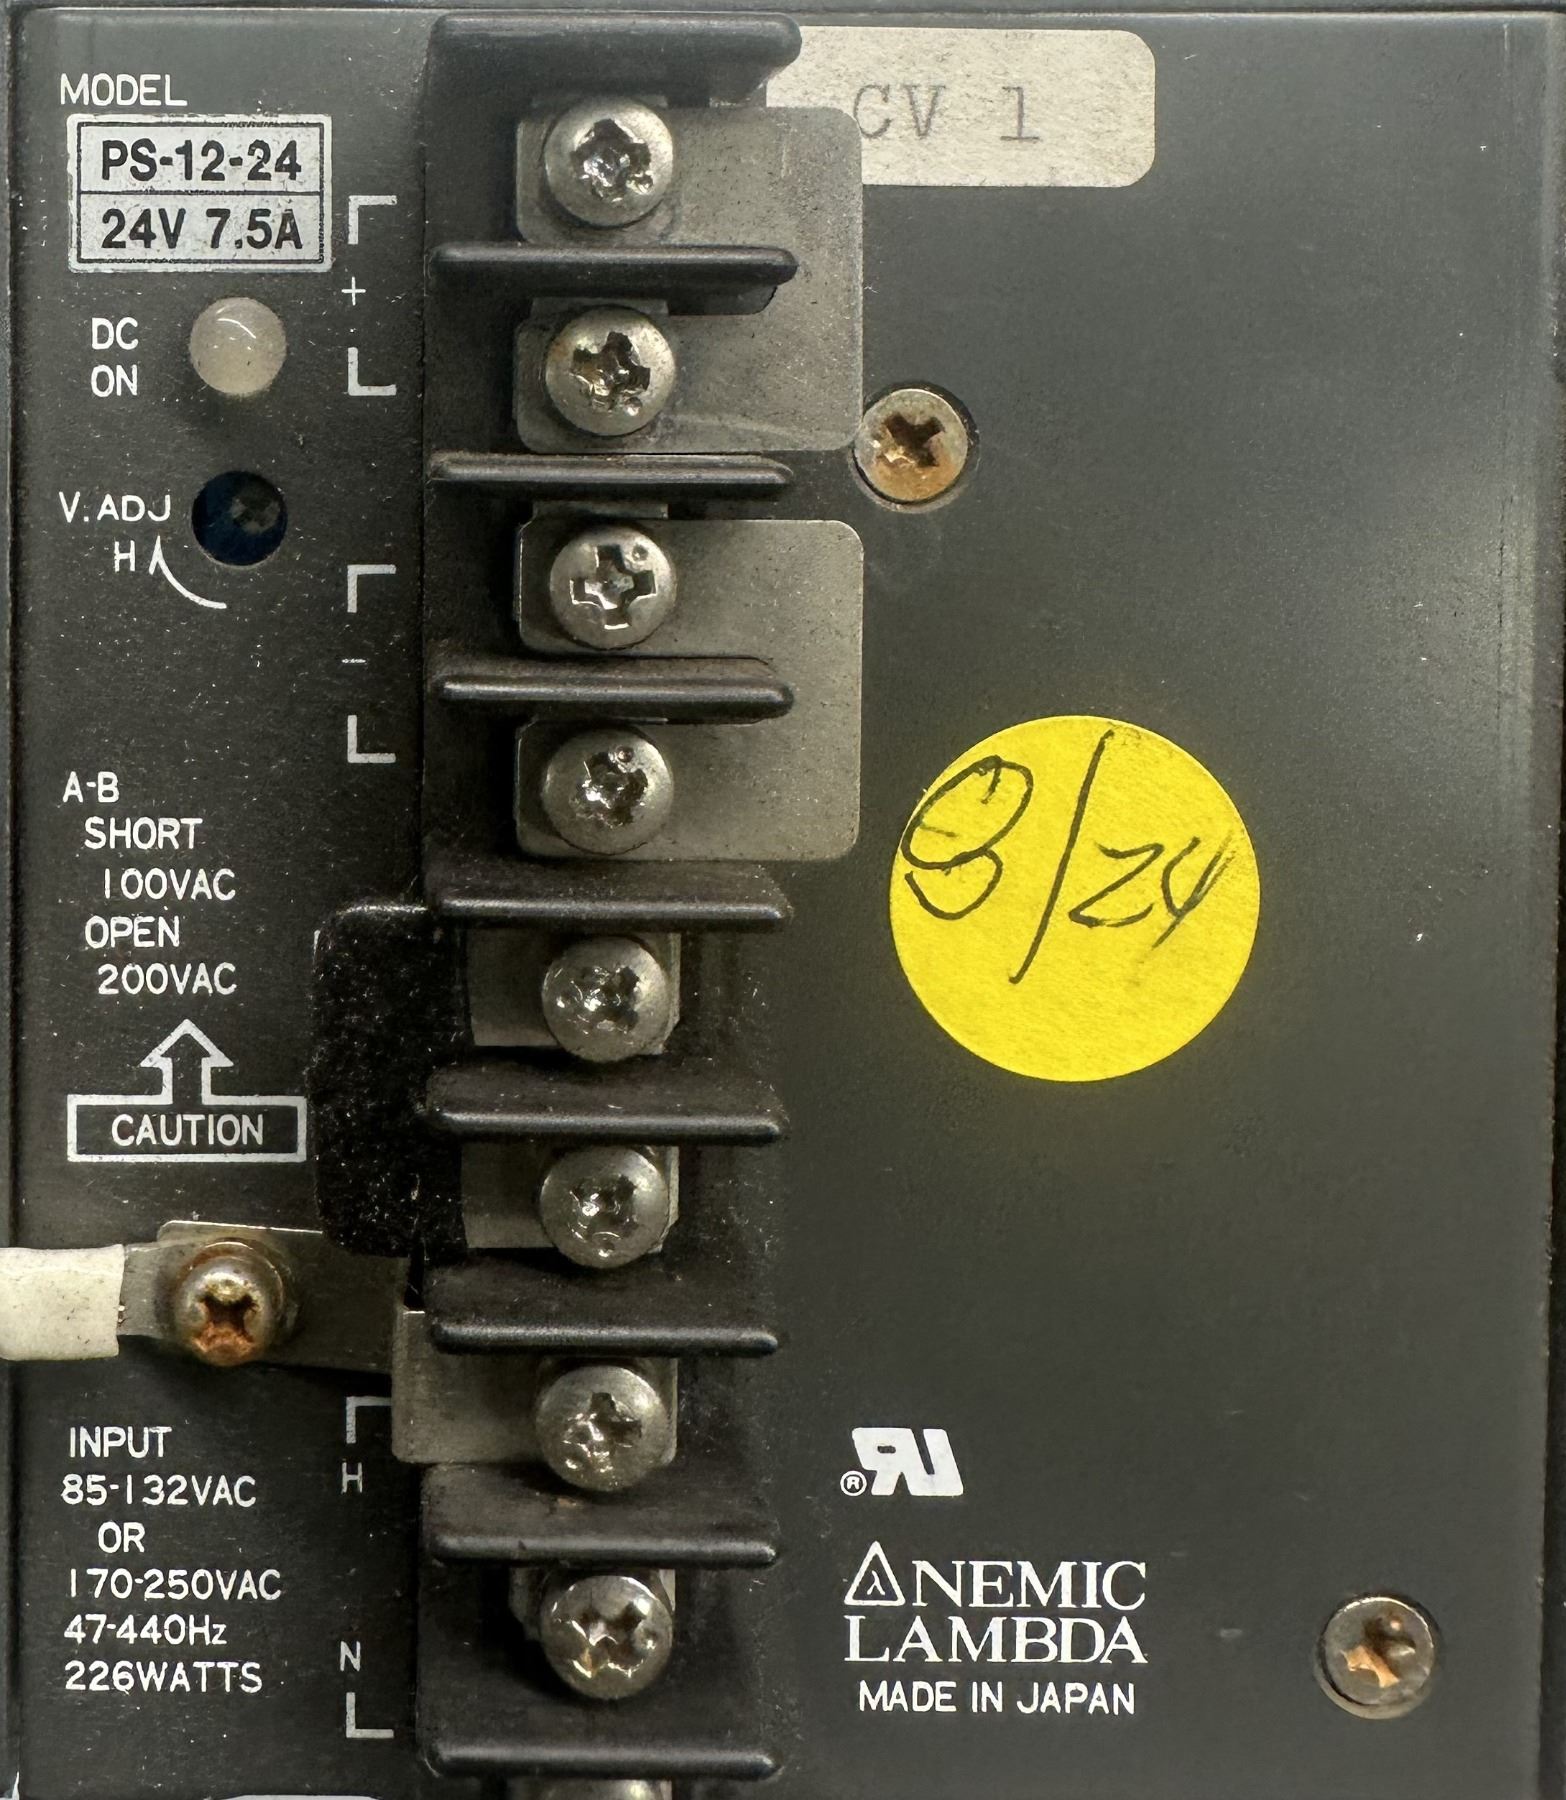 MODEL
PS-12-24
24V 7.5A
CV 1
+
DC
ON
V.ADJ
H
-
A-B
SHORT
100VAC
OPEN
200VAC
CAUTION
8/24
INPUT
85-132VAC
OR
170-250VAC
47-440Hz
226WATTS
H
N
® RU
λ NEMIC
LAMBDA
MADE IN JAPAN